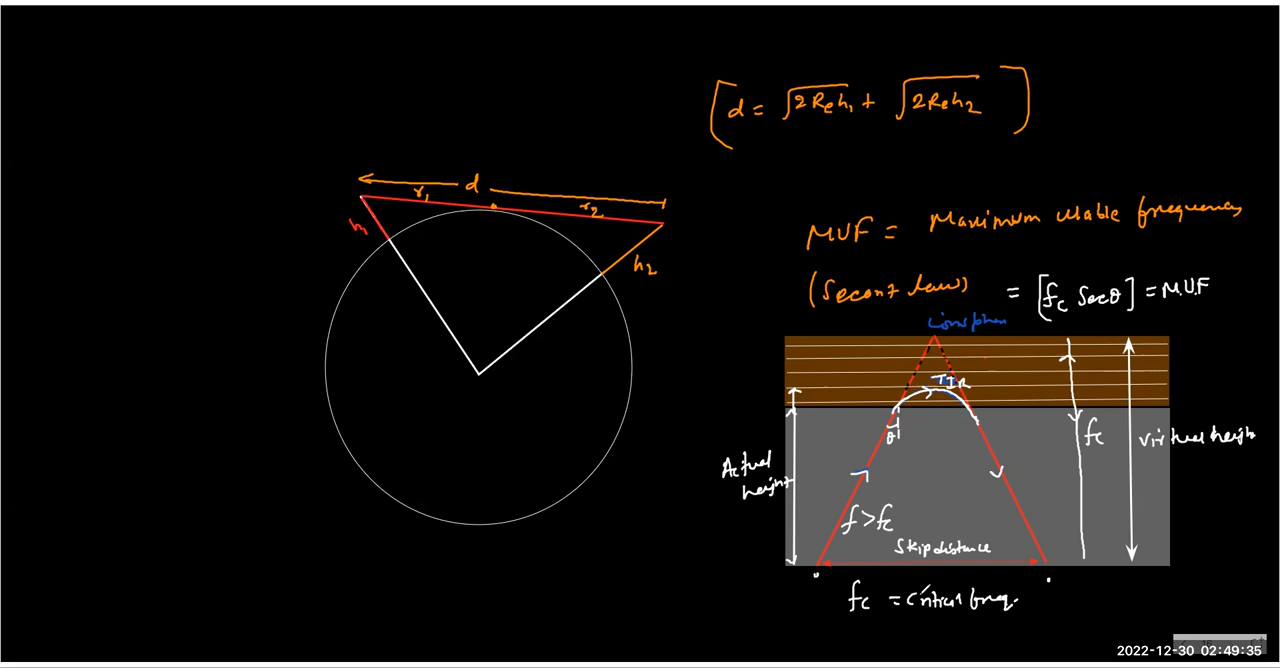 d = √2Reh1 + √2Reh2
d
r1
r2
h1
h2
MUF = Maximum usable frequency
(Secant law) = [fc Secθ] = M.U.F
TIR
θ
fc
Virtual height
Actual
height
f>fc
Skip distance
fc = critical freq.
2022-12-30 02:49:35